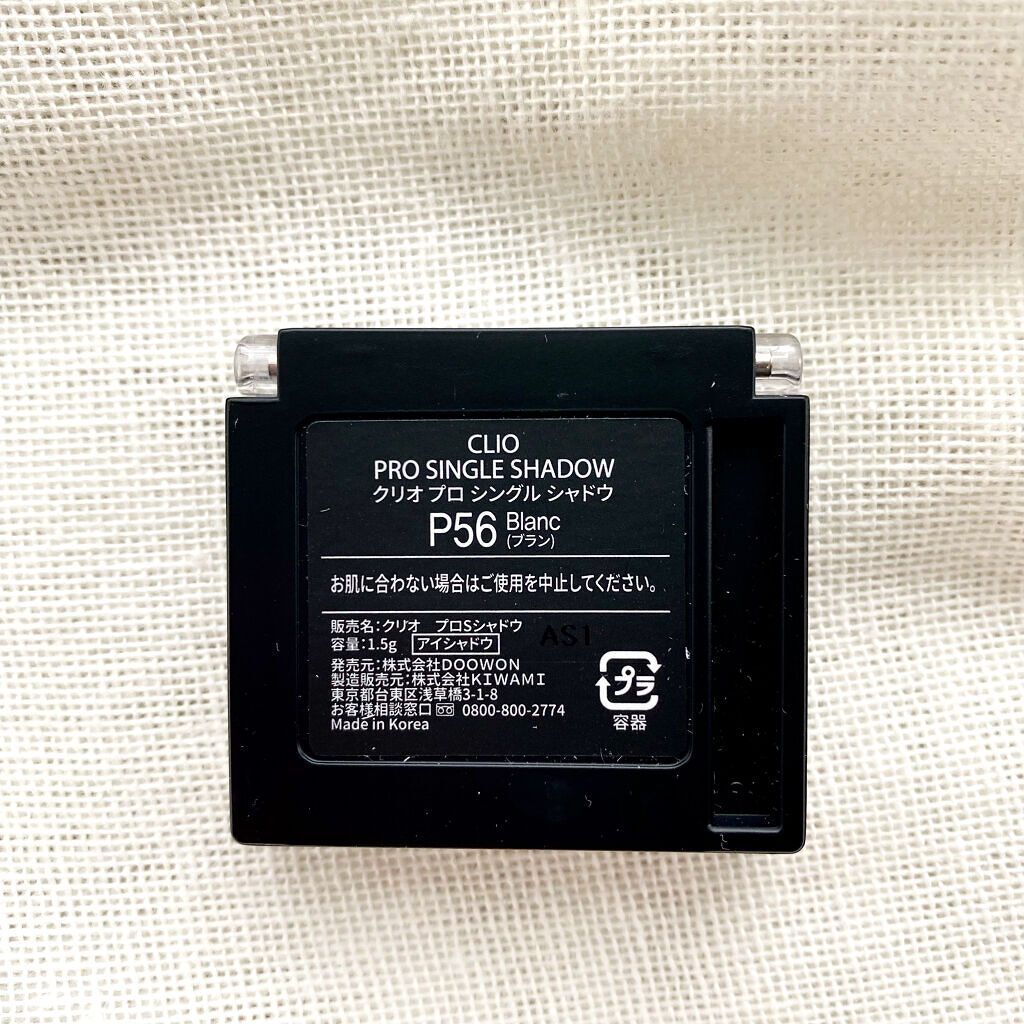 CLIO
PRO SINGLE SHADOW
クリオ プロ シングル シャドウ
P56 Blanc
(ブラン)
お肌に合わない場合はご使用を中止してください。
販売名:クリオ プロSシャドウ
容量:1.5g アイシャドウ
AS1
発売元:株式会社DOOWON
製造販売元:株式会社KIWAMI
東京都台東区浅草橋3-1-8
お客様相談窓口 0800-800-2774
Made in Korea
プラ
容器